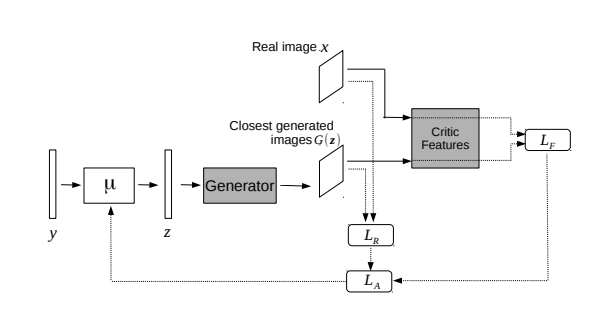 Real image x
Closest generated
images G(z)
Critic
Features
L_F
μ
Generator
y
z
L_R
L_A